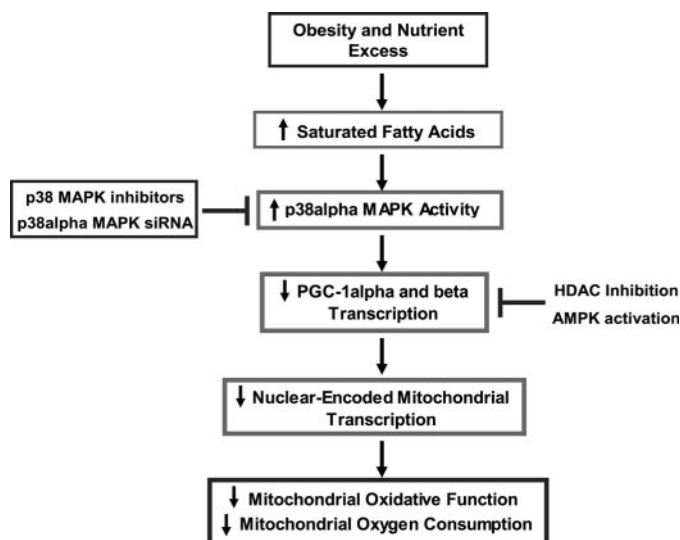 Obesity and Nutrient
Excess
↑ Saturated Fatty Acids
p38 MAPK inhibitors
p38alpha MAPK siRNA
↑ p38alpha MAPK Activity
↓ PGC-1alpha and beta
Transcription
HDAC Inhibition
AMPK activation
↓ Nuclear-Encoded Mitochondrial
Transcription
↓ Mitochondrial Oxidative Function
↓ Mitochondrial Oxygen Consumption